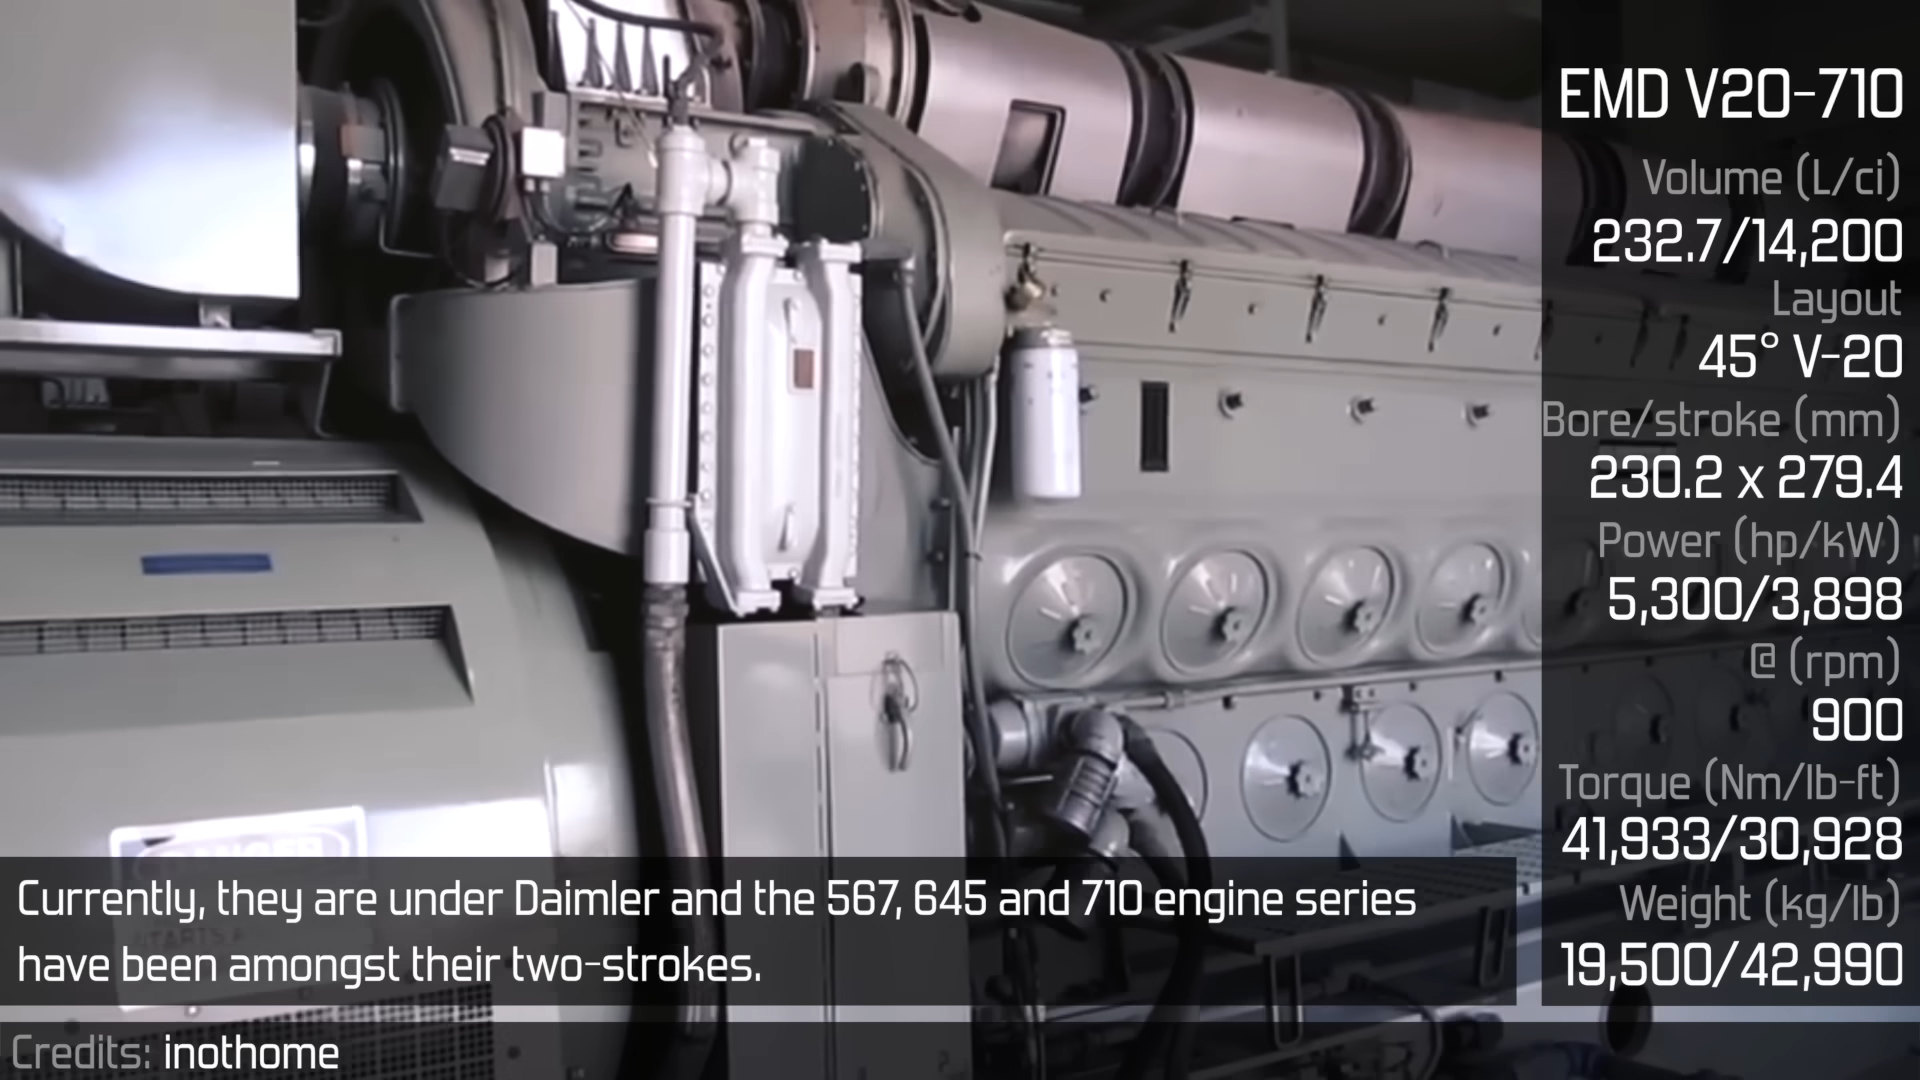 EMD V20-710
Volume (L/ci)
232.7/14,200
Layout
45° V-20
Bore/stroke (mm)
230.2 x 279.4
Power (hp/kW)
5,300/3,898
@ (rpm)
900
Torque (Nm/lb-ft)
41,933/30,928
Weight (kg/lb)
19,500/42,990
DANGER
Currently, they are under Daimler and the 567, 645 and 710 engine series
have been amongst their two-strokes.
Credits: inothome